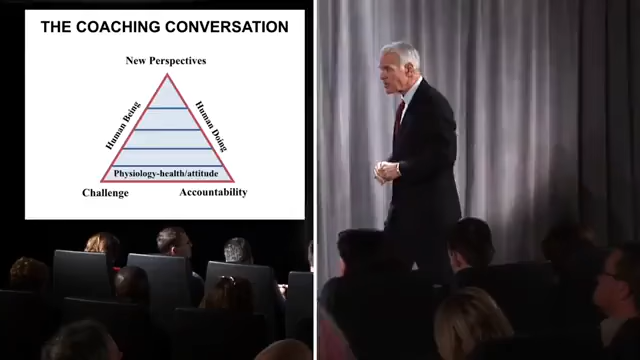 THE COACHING CONVERSATION
New Perspectives
Human Being
Human Doing
Physiology-health/attitude
Challenge
Accountability